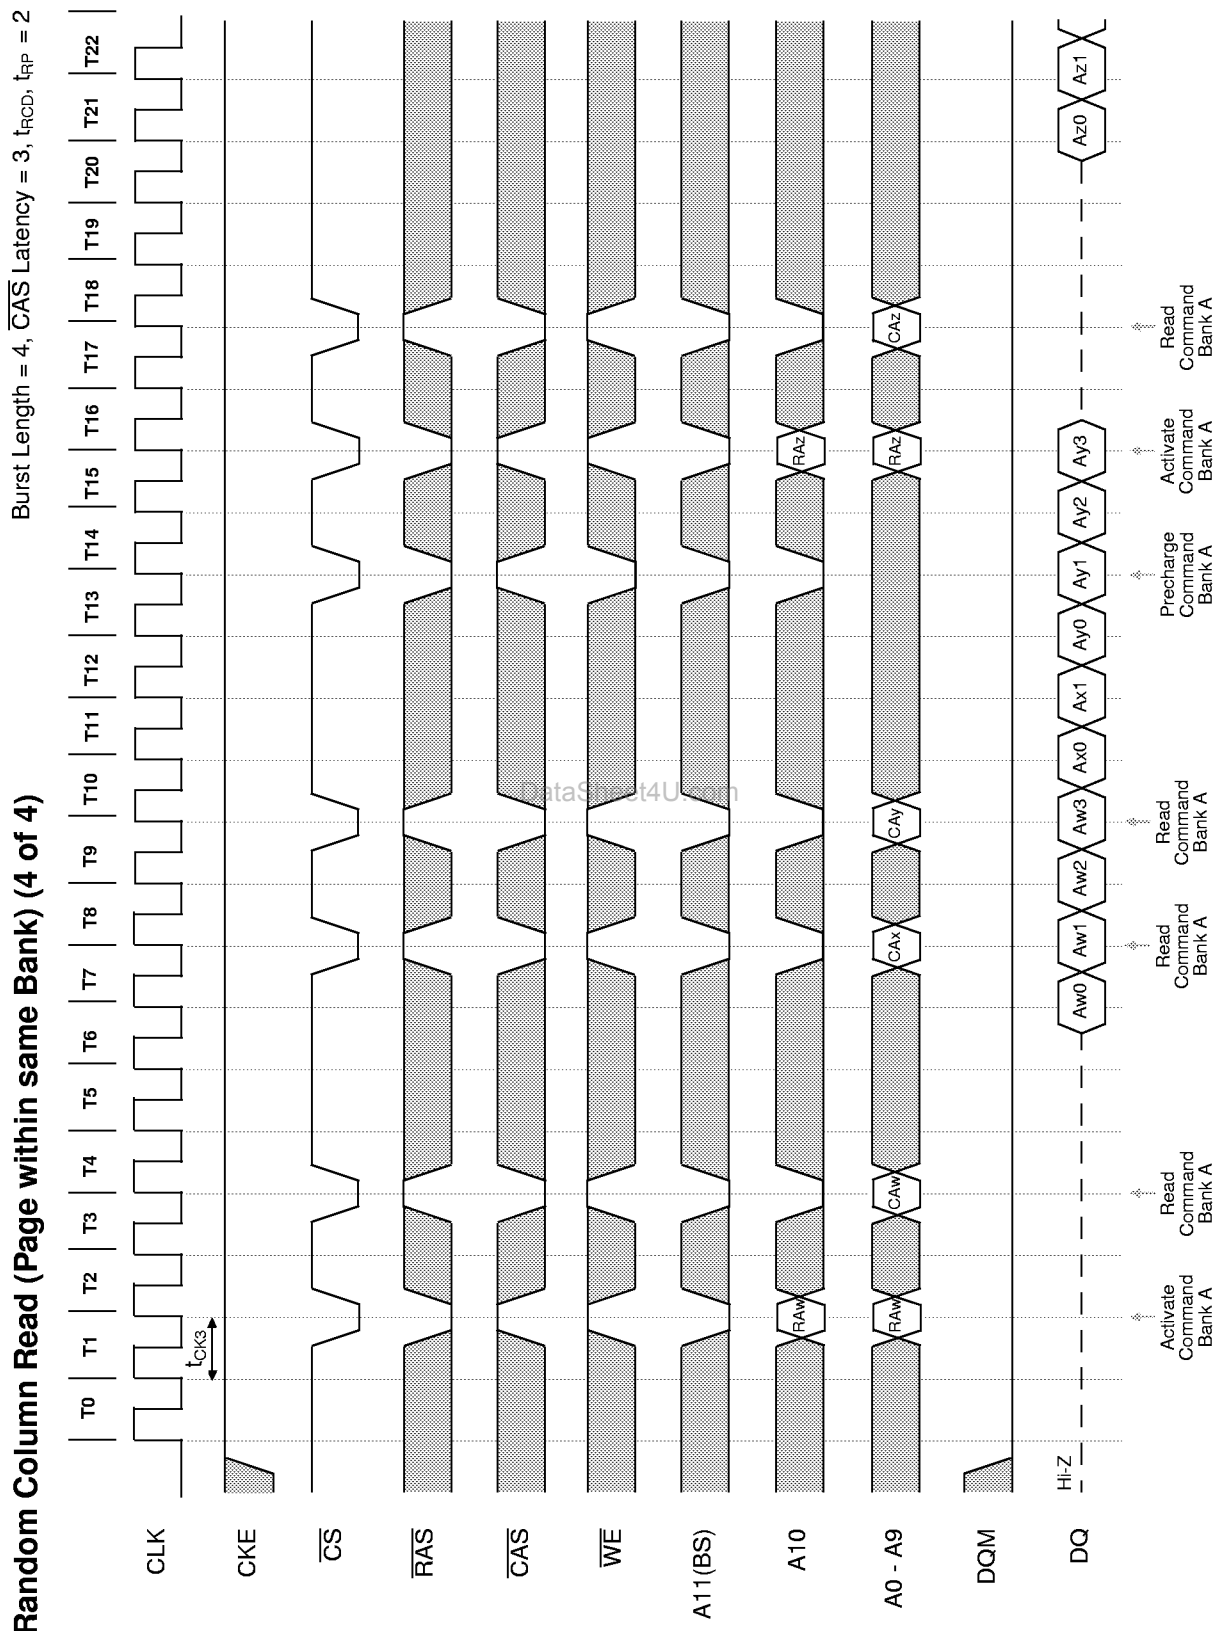 Random Column Read (Page within same Bank) (4 of 4)
Burst Length = 4, CAS Latency = 3, tRCD, tRP = 2
T0 T1 T2 T3 T4 T5 T6 T7 T8 T9 T10 T11 T12 T13 T14 T15 T16 T17 T18 T19 T20 T21 T22
CLK
tCK3
CKE
CS
RAS
CAS
WE
DataSheet4U.com
A11(BS)
A10
RAw RAz
A0 - A9
RAw CAw CAx CAy RAz CAz
DQM
DQ
Hi-Z
Aw0 Aw1 Aw2 Aw3 Ax0 Ax1 Ay0 Ay1 Ay2 Ay3 Az0 Az1
Activate
Command
Bank A
Read
Command
Bank A
Read
Command
Bank A
Read
Command
Bank A
Precharge
Command
Bank A
Activate
Command
Bank A
Read
Command
Bank A